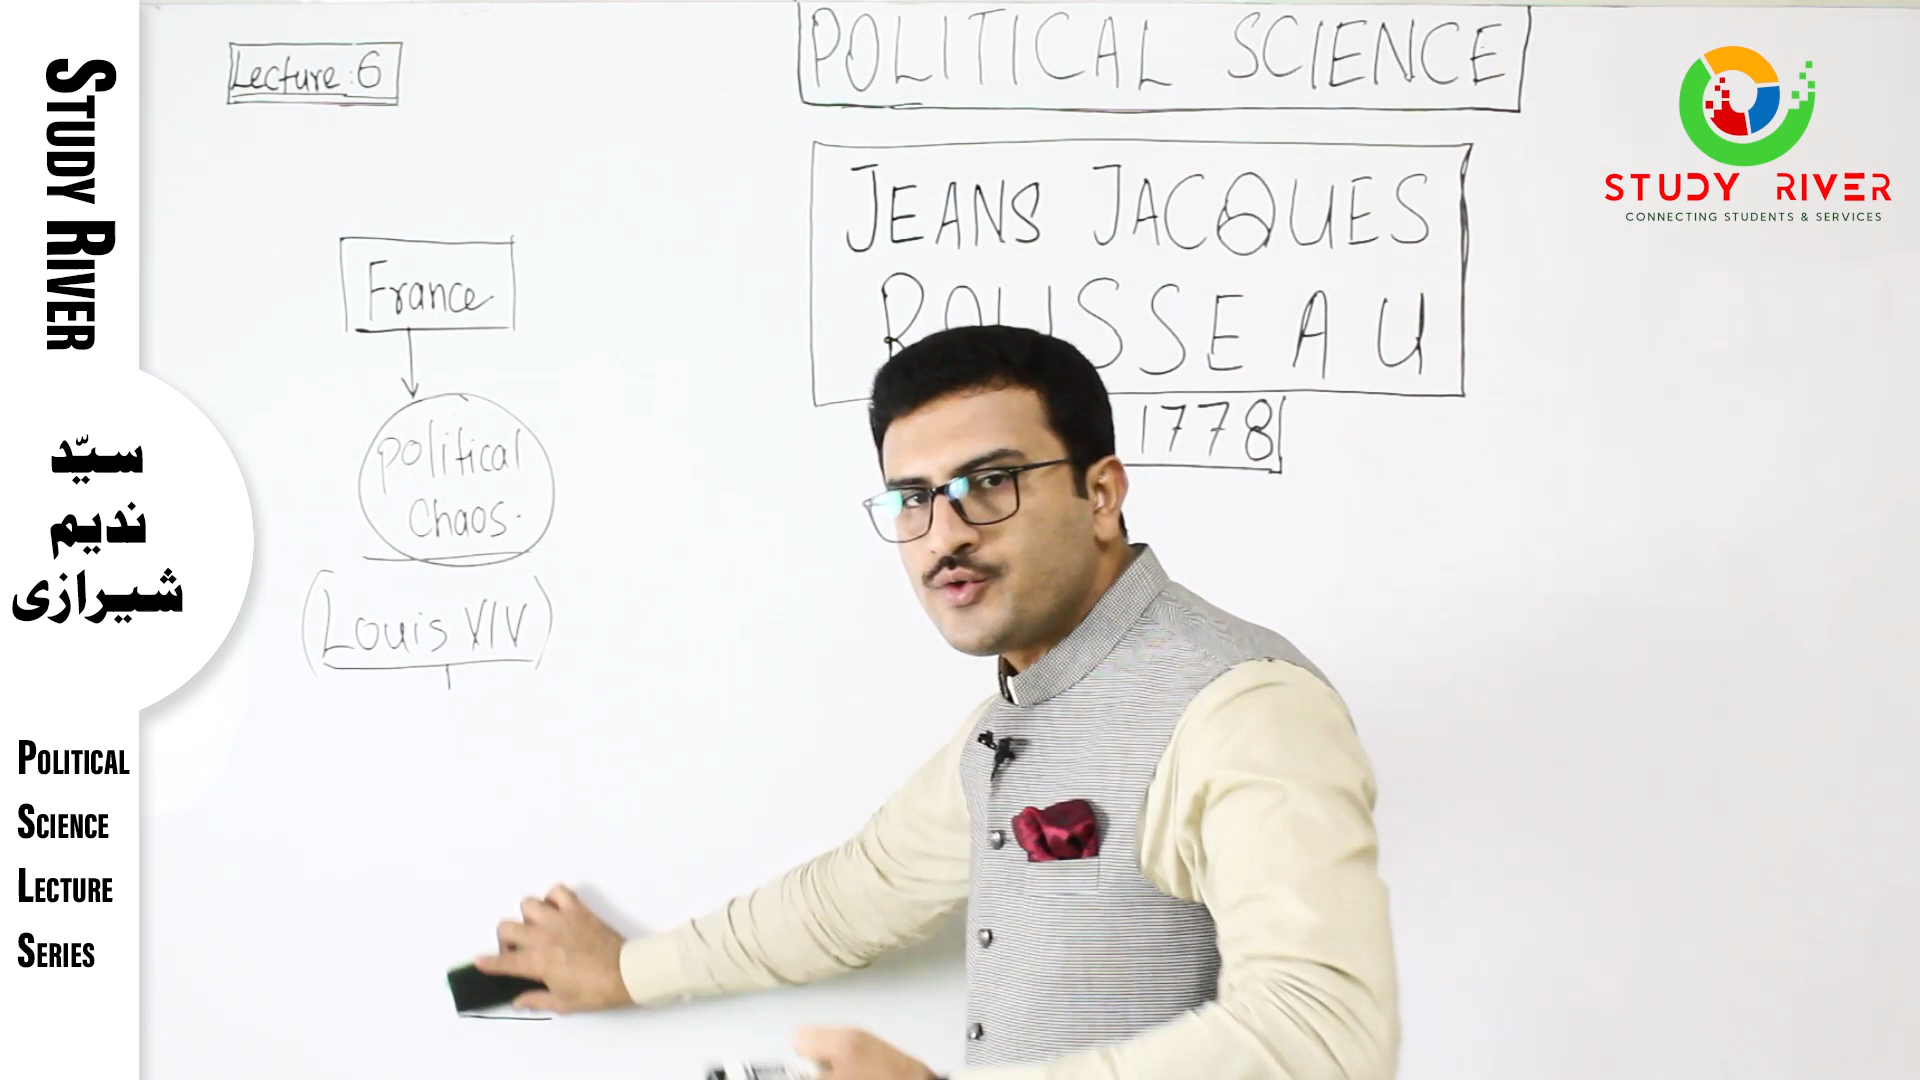 STUDY RIVER
سیّد
ندیم
شیرازی
POLITICAL
SCIENCE
LECTURE
SERIES
Lecture: 6
POLITICAL SCIENCE
JEANS JACQUES
ROUSSEAU
1778
France
political
Chaos.
(Louis XIV)
STUDY RIVER
CONNECTING STUDENTS & SERVICES